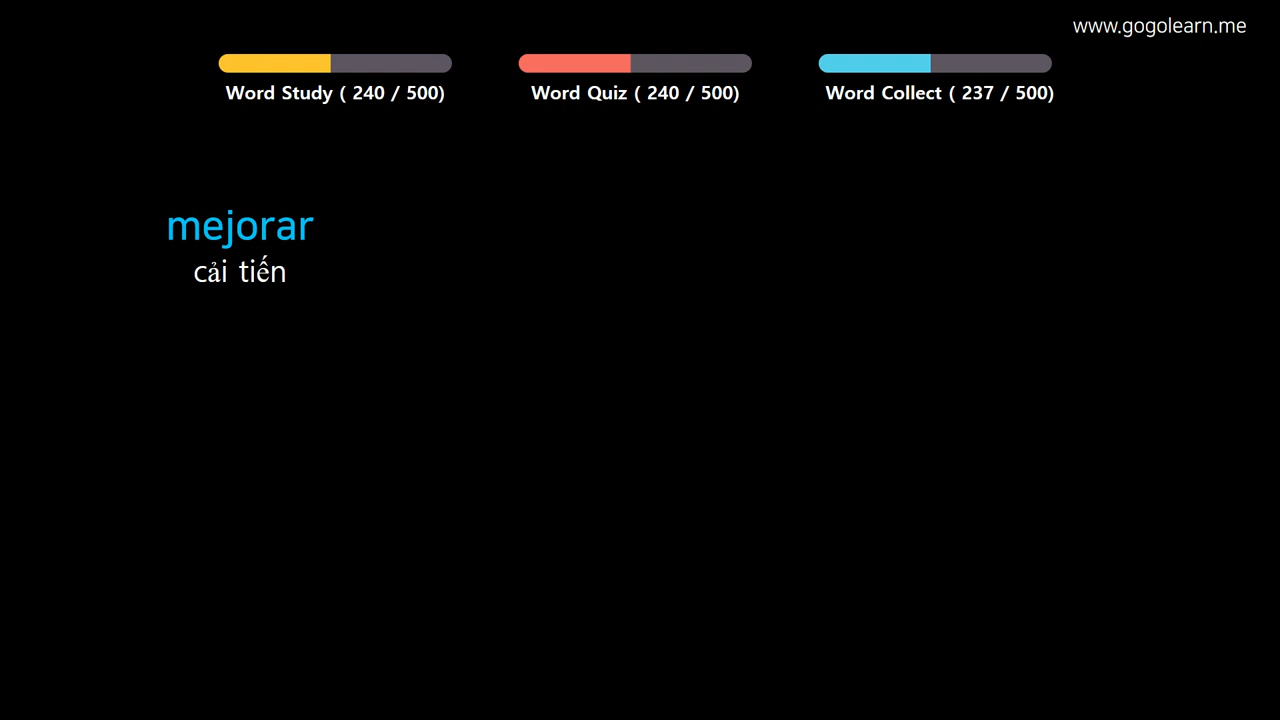 www.gogolearn.me
Word Study ( 240 / 500)
Word Quiz ( 240 / 500)
Word Collect ( 237 / 500)
mejorar
cải tiến